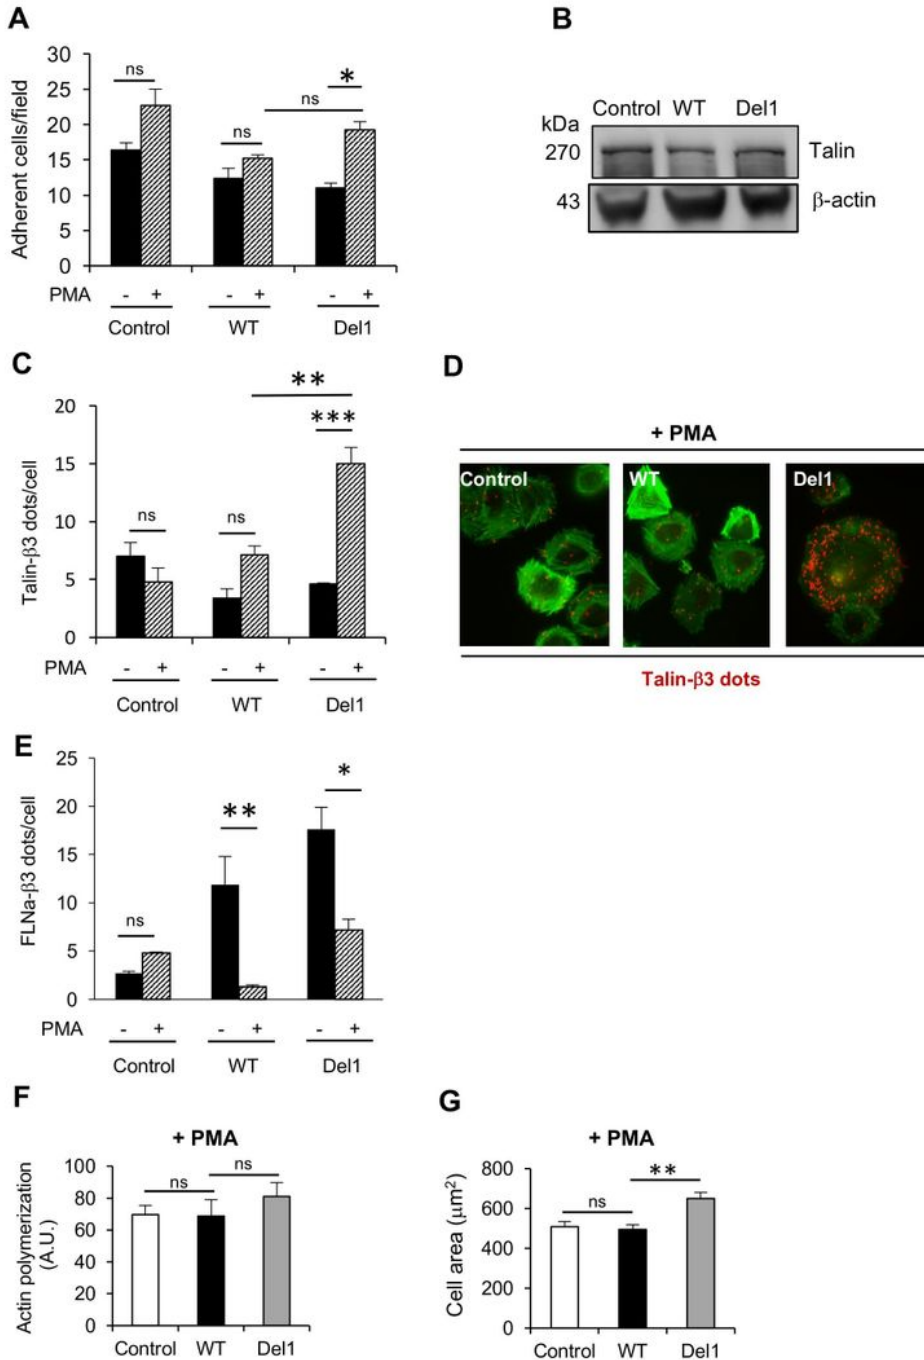 A
Adherent cells/field
30
25
20
15
10
5
0
ns
ns
ns
*
PMA - + - + - +
Control WT Del1
B
Control WT Del1
kDa
270 Talin
43 β-actin
C
Talin-β3 dots/cell
20
15
10
5
0
ns
ns
**
***
PMA - + - + - +
Control WT Del1
D
+ PMA
Control WT Del1
Talin-β3 dots
E
FLNa-β3 dots/cell
25
20
15
10
5
0
ns
**
*
PMA - + - + - +
Control WT Del1
F
+ PMA
Actin polymerization
(A.U.)
100
80
60
40
20
0
ns
ns
Control WT Del1
G
+ PMA
Cell area (μm²)
800
600
400
200
0
ns
**
Control WT Del1